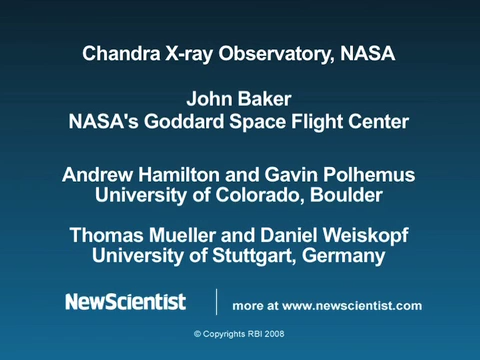 Chandra X-ray Observatory, NASA
John Baker
NASA's Goddard Space Flight Center
Andrew Hamilton and Gavin Polhemus
University of Colorado, Boulder
Thomas Mueller and Daniel Weiskopf
University of Stuttgart, Germany
NewScientist
more at www.newscientist.com
© Copyrights RBI 2008